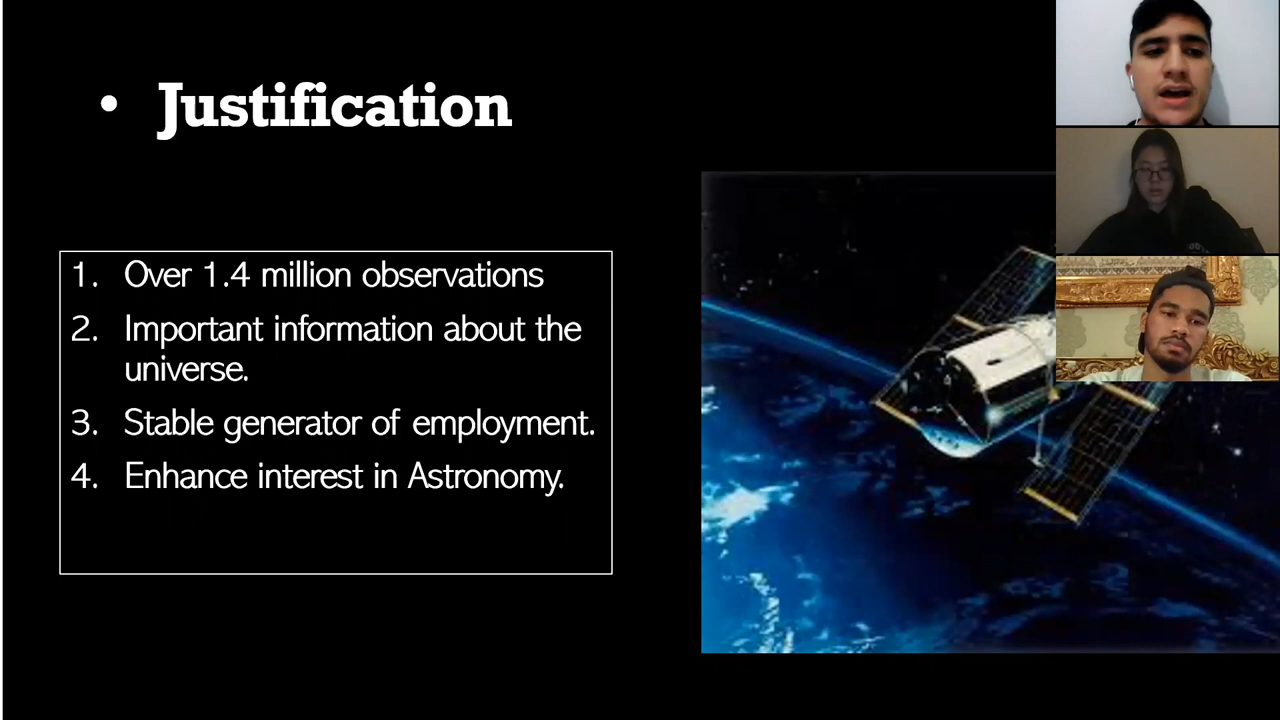 • Justification
1. Over 1.4 million observations
2. Important information about the
universe.
3. Stable generator of employment.
4. Enhance interest in Astronomy.